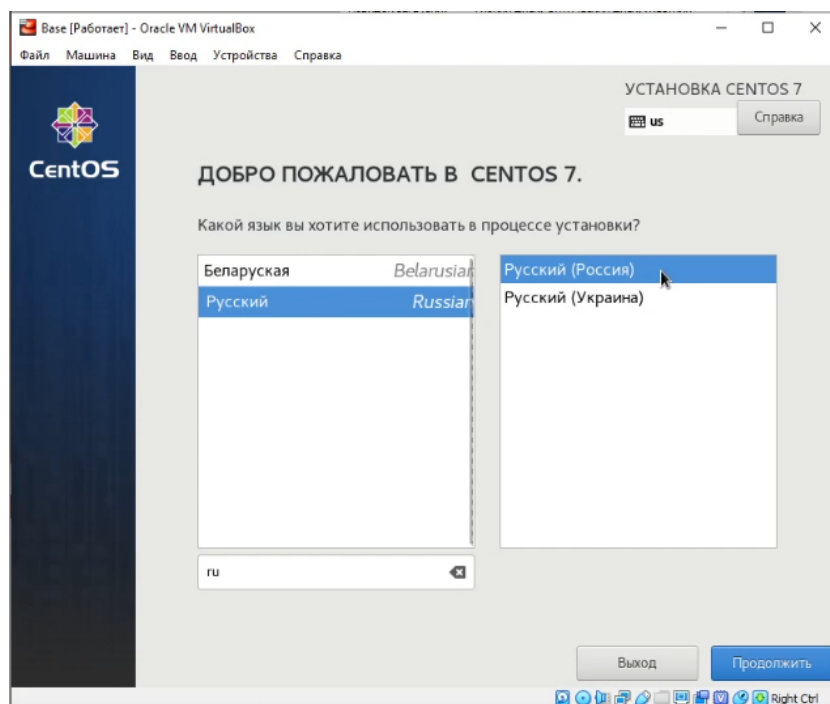 Base [Работает] - Oracle VM VirtualBox
Файл Машина Вид Ввод Устройства Справка
УСТАНОВКА CENTOS 7
us
Справка
CentOS
ДОБРО ПОЖАЛОВАТЬ В CENTOS 7.
Какой язык вы хотите использовать в процессе установки?
Беларуская Belarusian
Русский Russian
Русский (Россия)
Русский (Украина)
ru
Выход
Продолжить
Right Ctrl